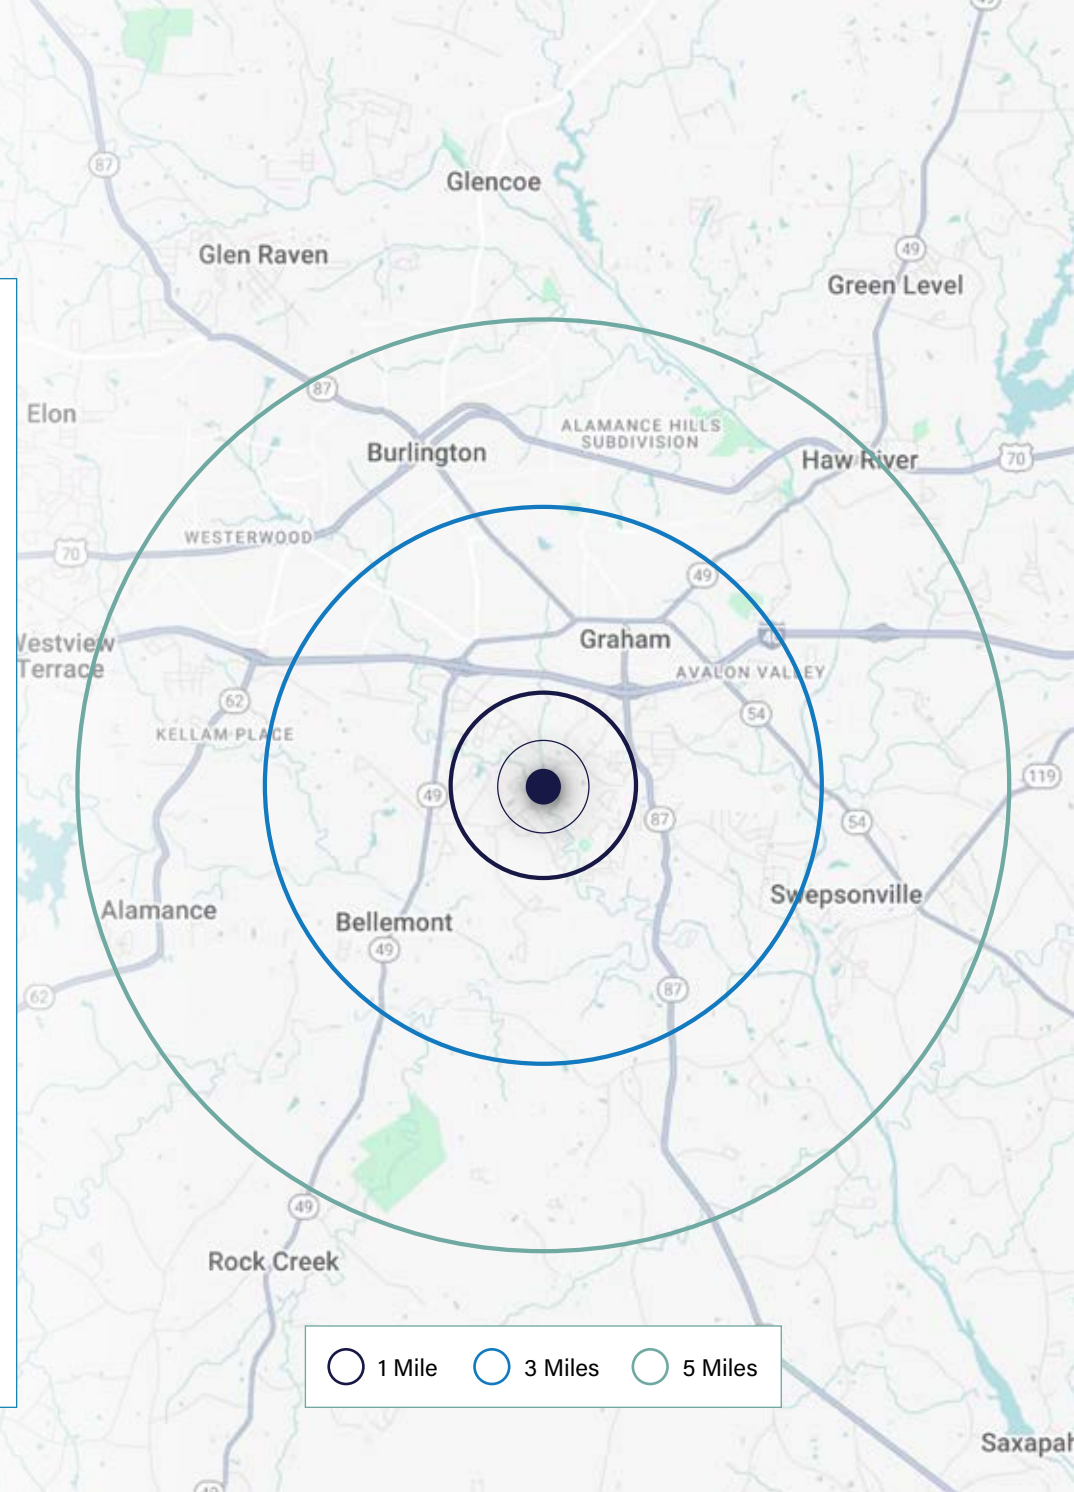 49
87
Glencoe
Glen Raven
49
Green Level
87
Elon
ALAMANCE HILLS
SUBDIVISION
Burlington
Haw River
70
WESTERWOOD
70
49
Graham
Westview
Terrace
AVALON VALLEY
62
54
KELLAM PLACE
119
49
87
54
Swepsonville
Alamance
Bellemont
49
87
62
49
Rock Creek
1 Mile
3 Miles
5 Miles
Saxapah